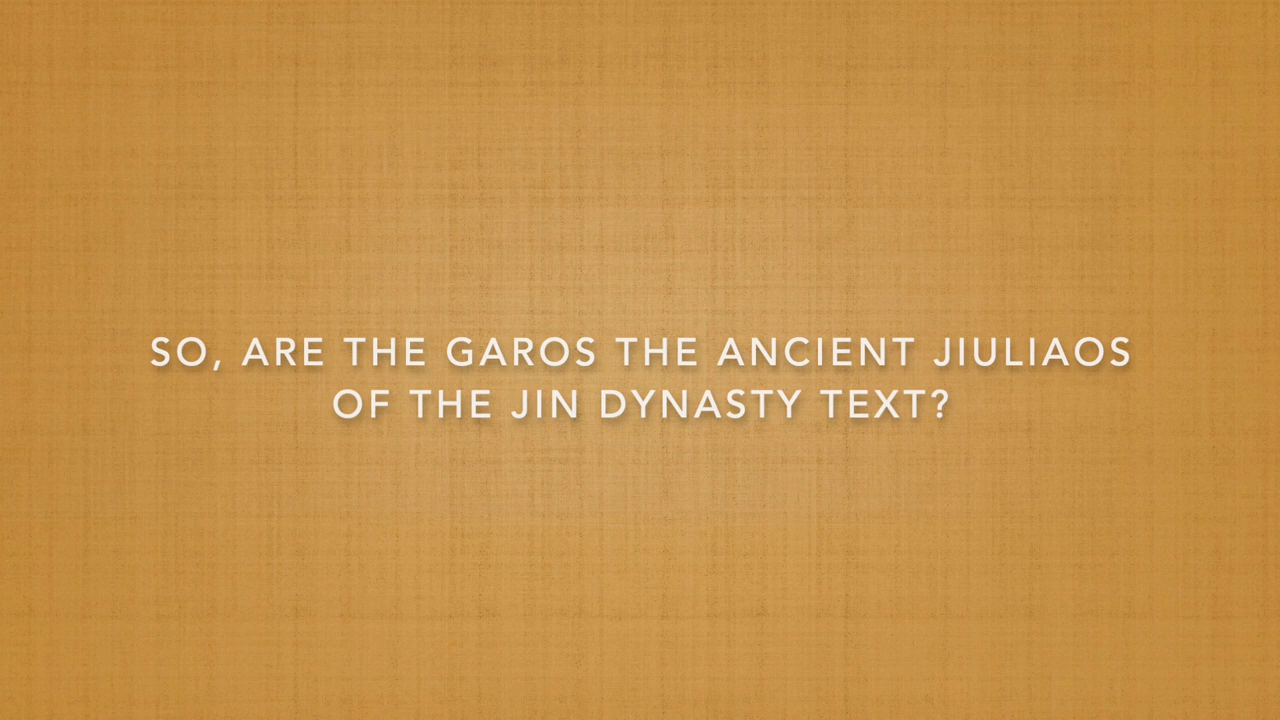 SO, ARE THE GAROS THE ANCIENT JIULIAOS
OF THE JIN DYNASTY TEXT?